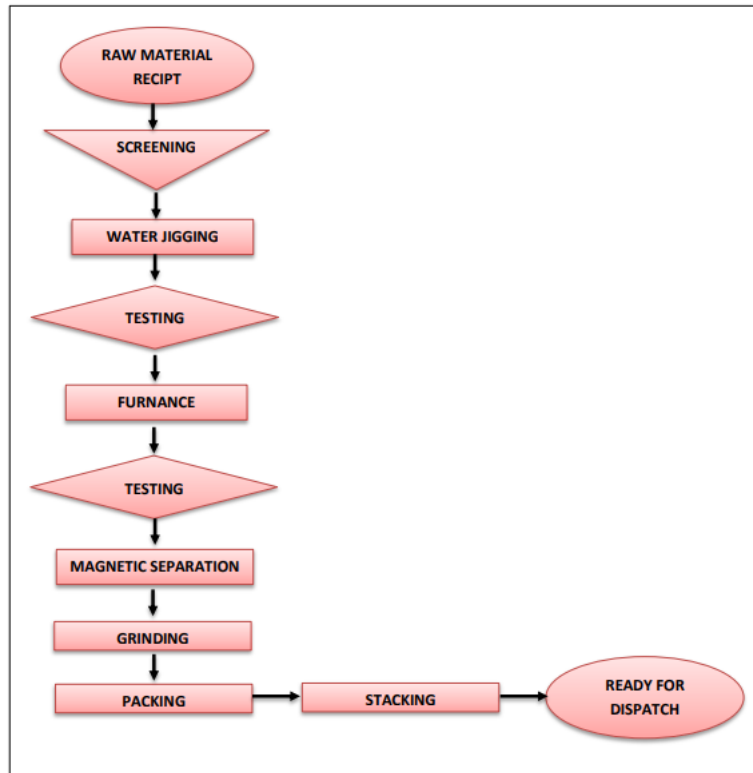 RAW MATERIAL
RECIPT
SCREENING
WATER JIGGING
TESTING
FURNANCE
TESTING
MAGNETIC SEPARATION
GRINDING
PACKING
STACKING
READY FOR
DISPATCH